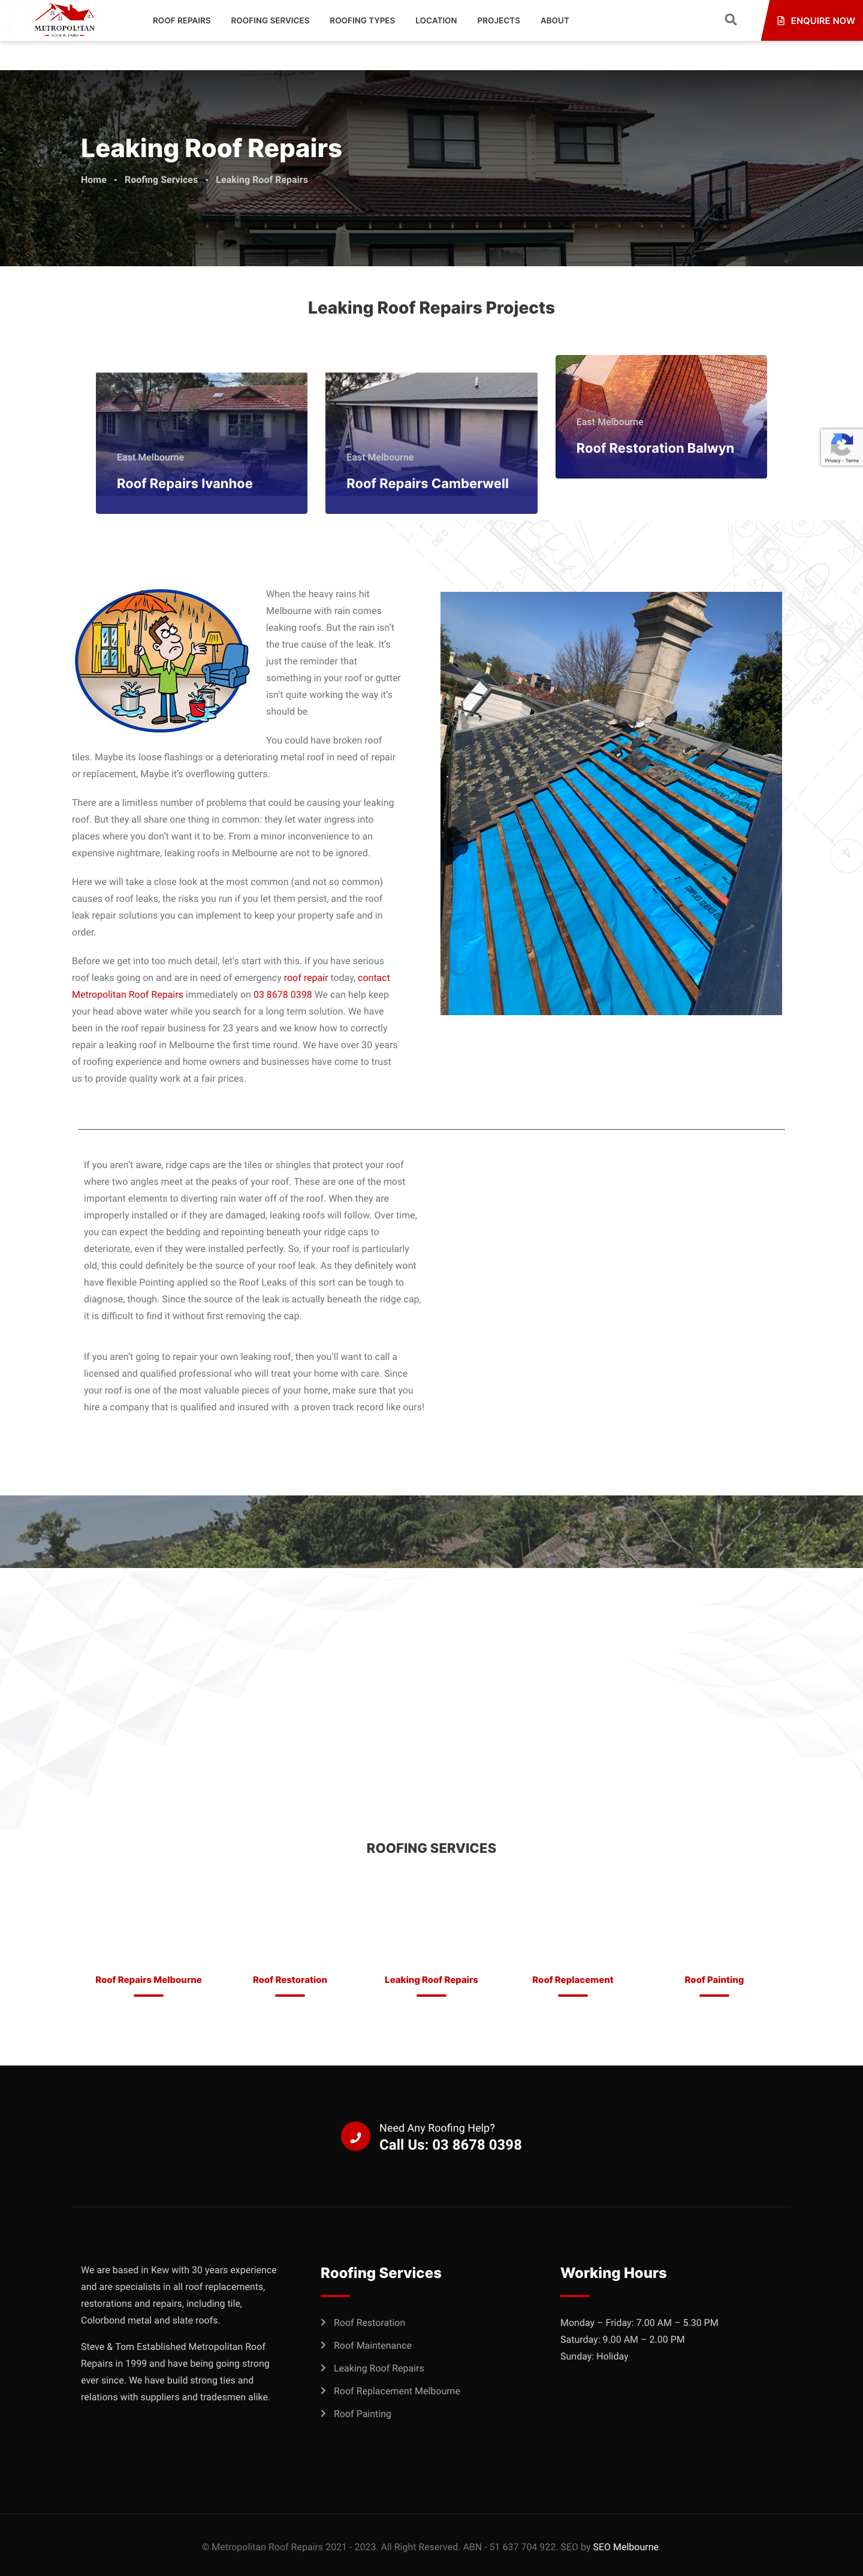 METROPOLITAN
ROOF REPAIRS
ROOF REPAIRS
ROOFING SERVICES
ROOFING TYPES
LOCATION
PROJECTS
ABOUT
ENQUIRE NOW
Leaking Roof Repairs
Home - Roofing Services - Leaking Roof Repairs
Leaking Roof Repairs Projects
East Melbourne
Roof Repairs Ivanhoe
East Melbourne
Roof Repairs Camberwell
East Melbourne
Roof Restoration Balwyn
Privacy - Terms
When the heavy rains hit
Melbourne with rain comes
leaking roofs. But the rain isn’t
the true cause of the leak. It’s
just the reminder that
something in your roof or gutter
isn’t quite working the way it’s
should be.
You could have broken roof
tiles. Maybe its loose flashings or a deteriorating metal roof in need of repair
or replacement, Maybe it’s overflowing gutters.
There are a limitless number of problems that could be causing your leaking
roof. But they all share one thing in common: they let water ingress into
places where you don’t want it to be. From a minor inconvenience to an
expensive nightmare, leaking roofs in Melbourne are not to be ignored.
Here we will take a close look at the most common (and not so common)
causes of roof leaks, the risks you run if you let them persist, and the roof
leak repair solutions you can implement to keep your property safe and in
order.
Before we get into too much detail, let’s start with this. If you have serious
roof leaks going on and are in need of emergency roof repair today, contact
Metropolitan Roof Repairs immediately on 03 8678 0398 We can help keep
your head above water while you search for a long term solution. We have
been in the roof repair business for 23 years and we know how to correctly
repair a leaking roof in Melbourne the first time round. We have over 30 years
of roofing experience and home owners and businesses have come to trust
us to provide quality work at a fair prices.
If you aren’t aware, ridge caps are the tiles or shingles that protect your roof
where two angles meet at the peaks of your roof. These are one of the most
important elements to diverting rain water off of the roof. When they are
improperly installed or if they are damaged, leaking roofs will follow. Over time,
you can expect the bedding and repointing beneath your ridge caps to
deteriorate, even if they were installed perfectly. So, if your roof is particularly
old, this could definitely be the source of your roof leak. As they definitely wont
have flexible Pointing applied so the Roof Leaks of this sort can be tough to
diagnose, though. Since the source of the leak is actually beneath the ridge cap,
it is difficult to find it without first removing the cap.
If you aren’t going to repair your own leaking roof, then you’ll want to call a
licensed and qualified professional who will treat your home with care. Since
your roof is one of the most valuable pieces of your home, make sure that you
hire a company that is qualified and insured with  a proven track record like ours!
ROOFING SERVICES
Roof Repairs Melbourne
Roof Restoration
Leaking Roof Repairs
Roof Replacement
Roof Painting
Need Any Roofing Help?
Call Us: 03 8678 0398
We are based in Kew with 30 years experience
and are specialists in all roof replacements,
restorations and repairs, including tile,
Colorbond metal and slate roofs.
Steve & Tom Established Metropolitan Roof
Repairs in 1999 and have being going strong
ever since. We have build strong ties and
relations with suppliers and tradesmen alike.
Roofing Services
Roof Restoration
Roof Maintenance
Leaking Roof Repairs
Roof Replacement Melbourne
Roof Painting
Working Hours
Monday – Friday: 7.00 AM – 5.30 PM
Saturday: 9.00 AM – 2.00 PM
Sunday: Holiday
© Metropolitan Roof Repairs 2021 - 2023. All Right Reserved. ABN - 51 637 704 922. SEO by SEO Melbourne.